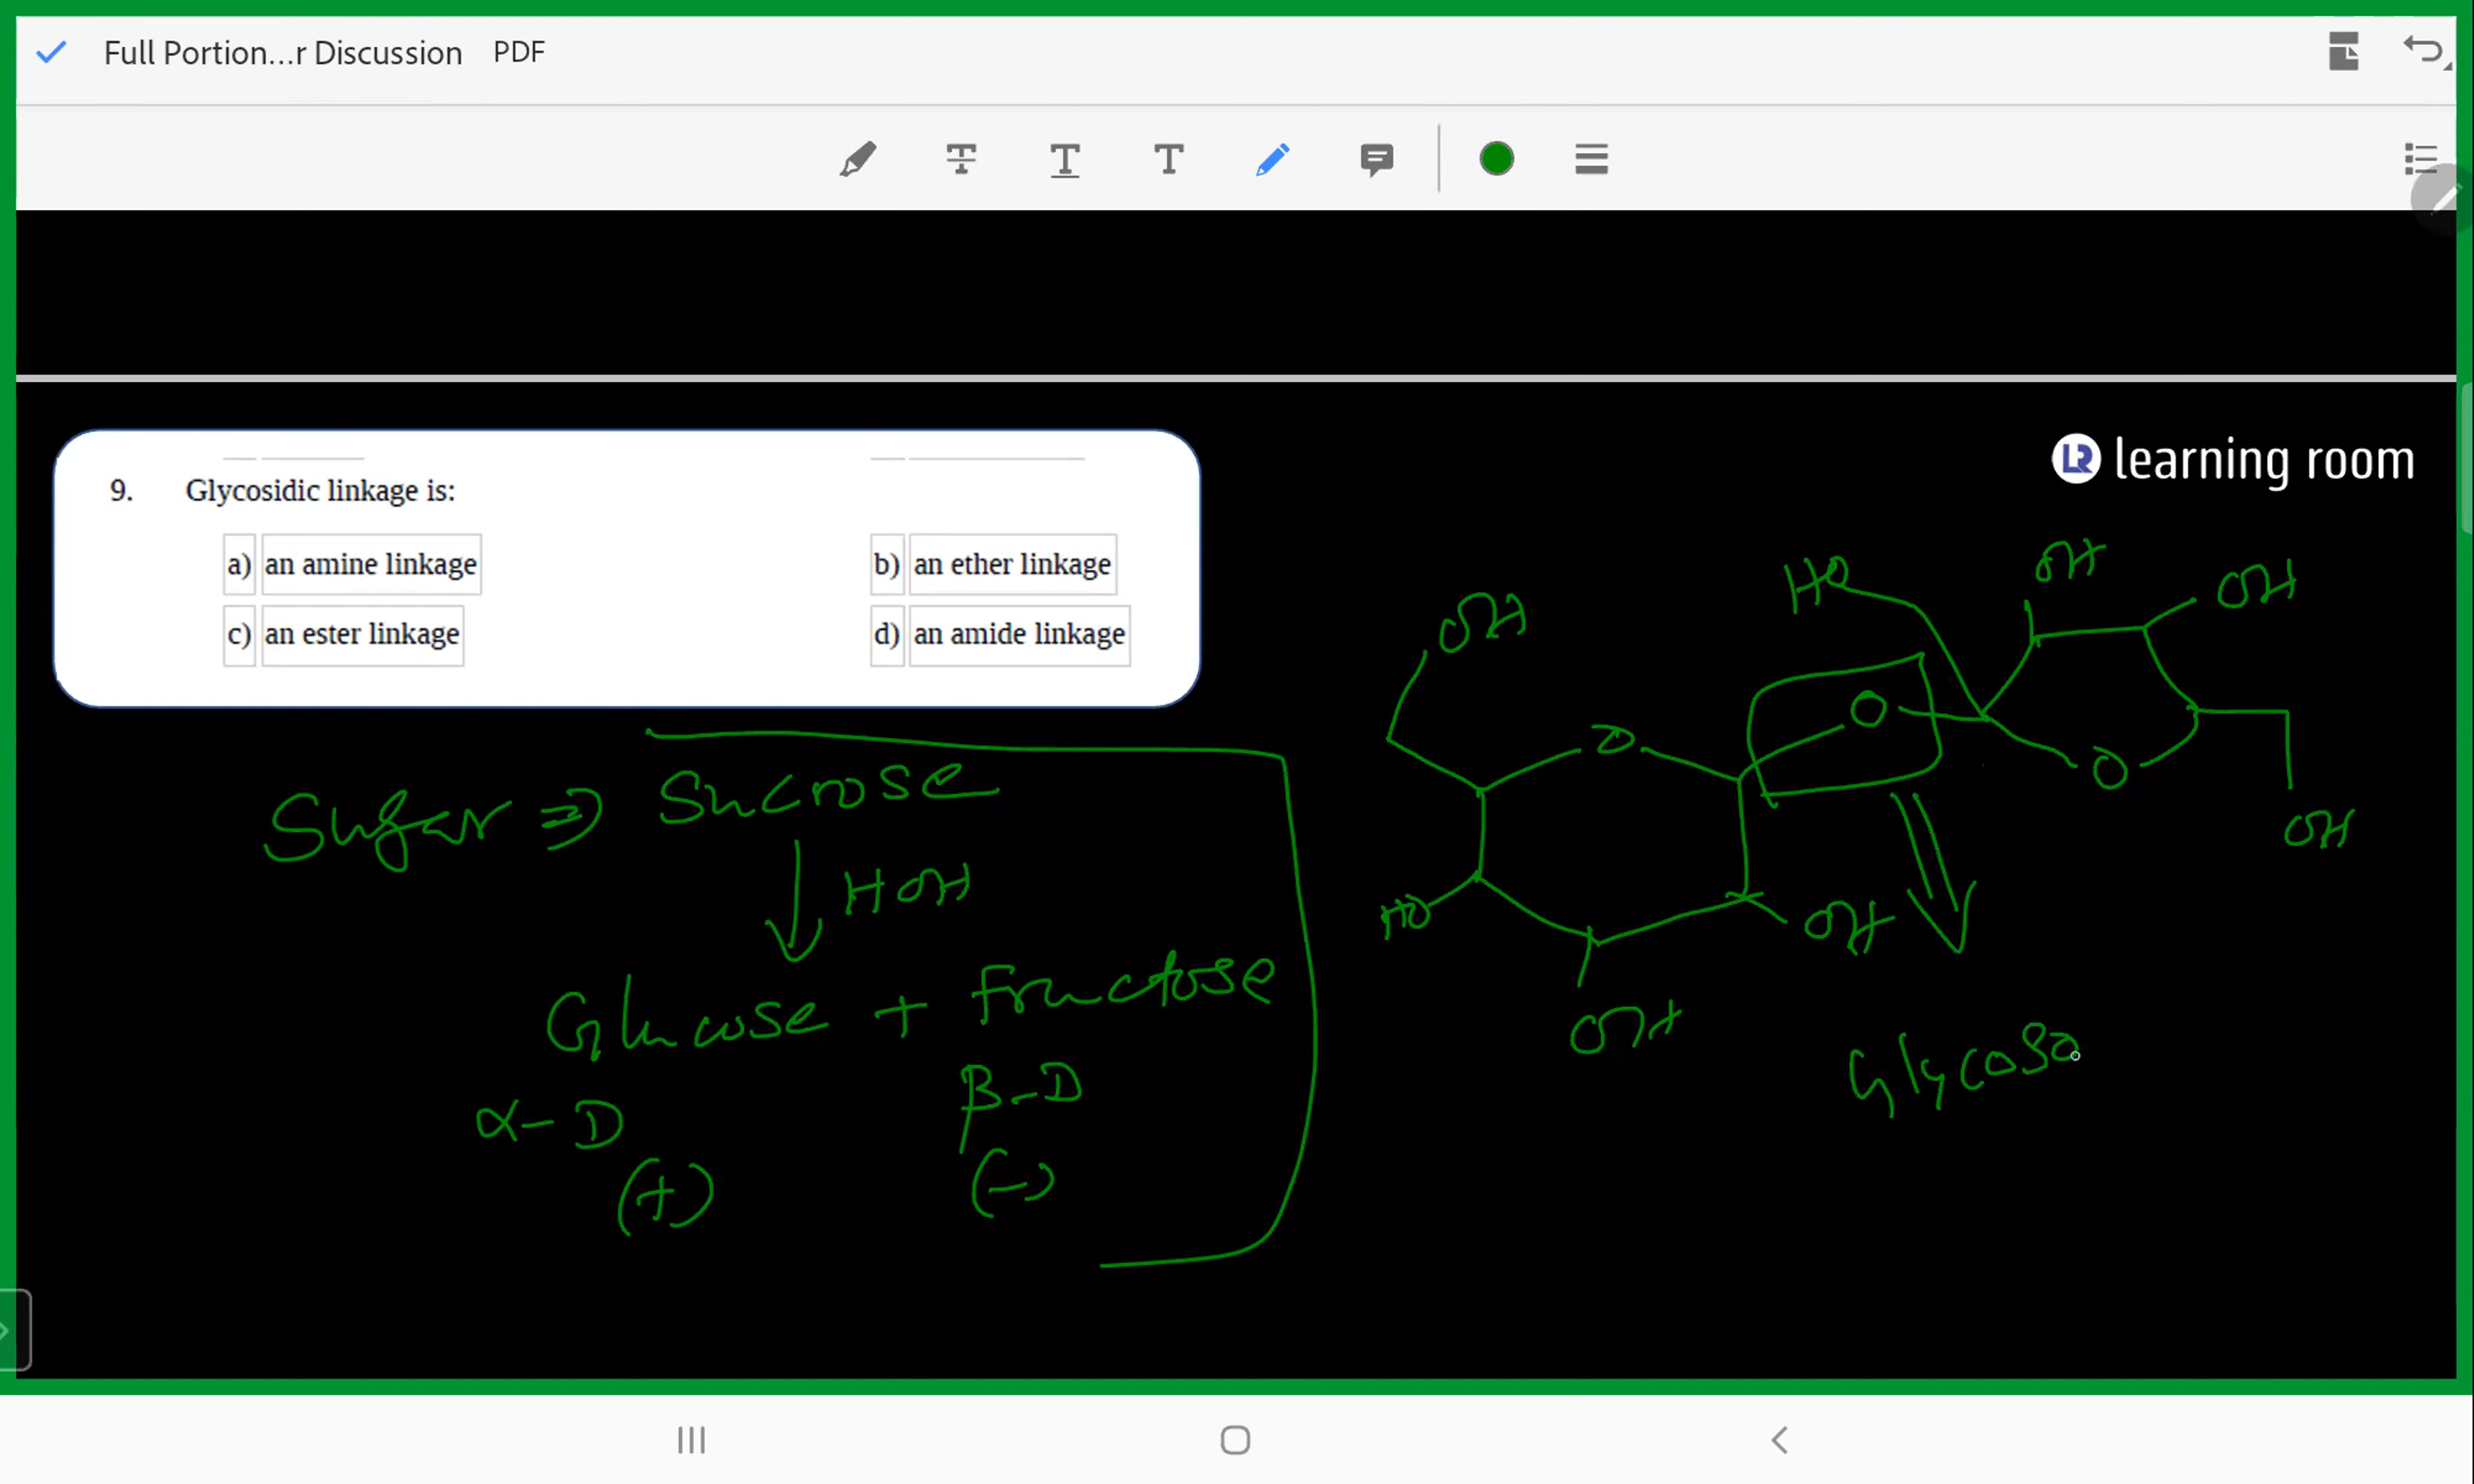 Full Portion...r Discussion PDF
learning room
9. Glycosidic linkage is:
a) an amine linkage b) an ether linkage
c) an ester linkage d) an amide linkage
Sugar ⇒ Sucrose
↓ HOH
Glucose + fructose
α-D β-D
(+) (-)
HO OH OH
OH
O O O
OH
HO OH
OH
Glycoso